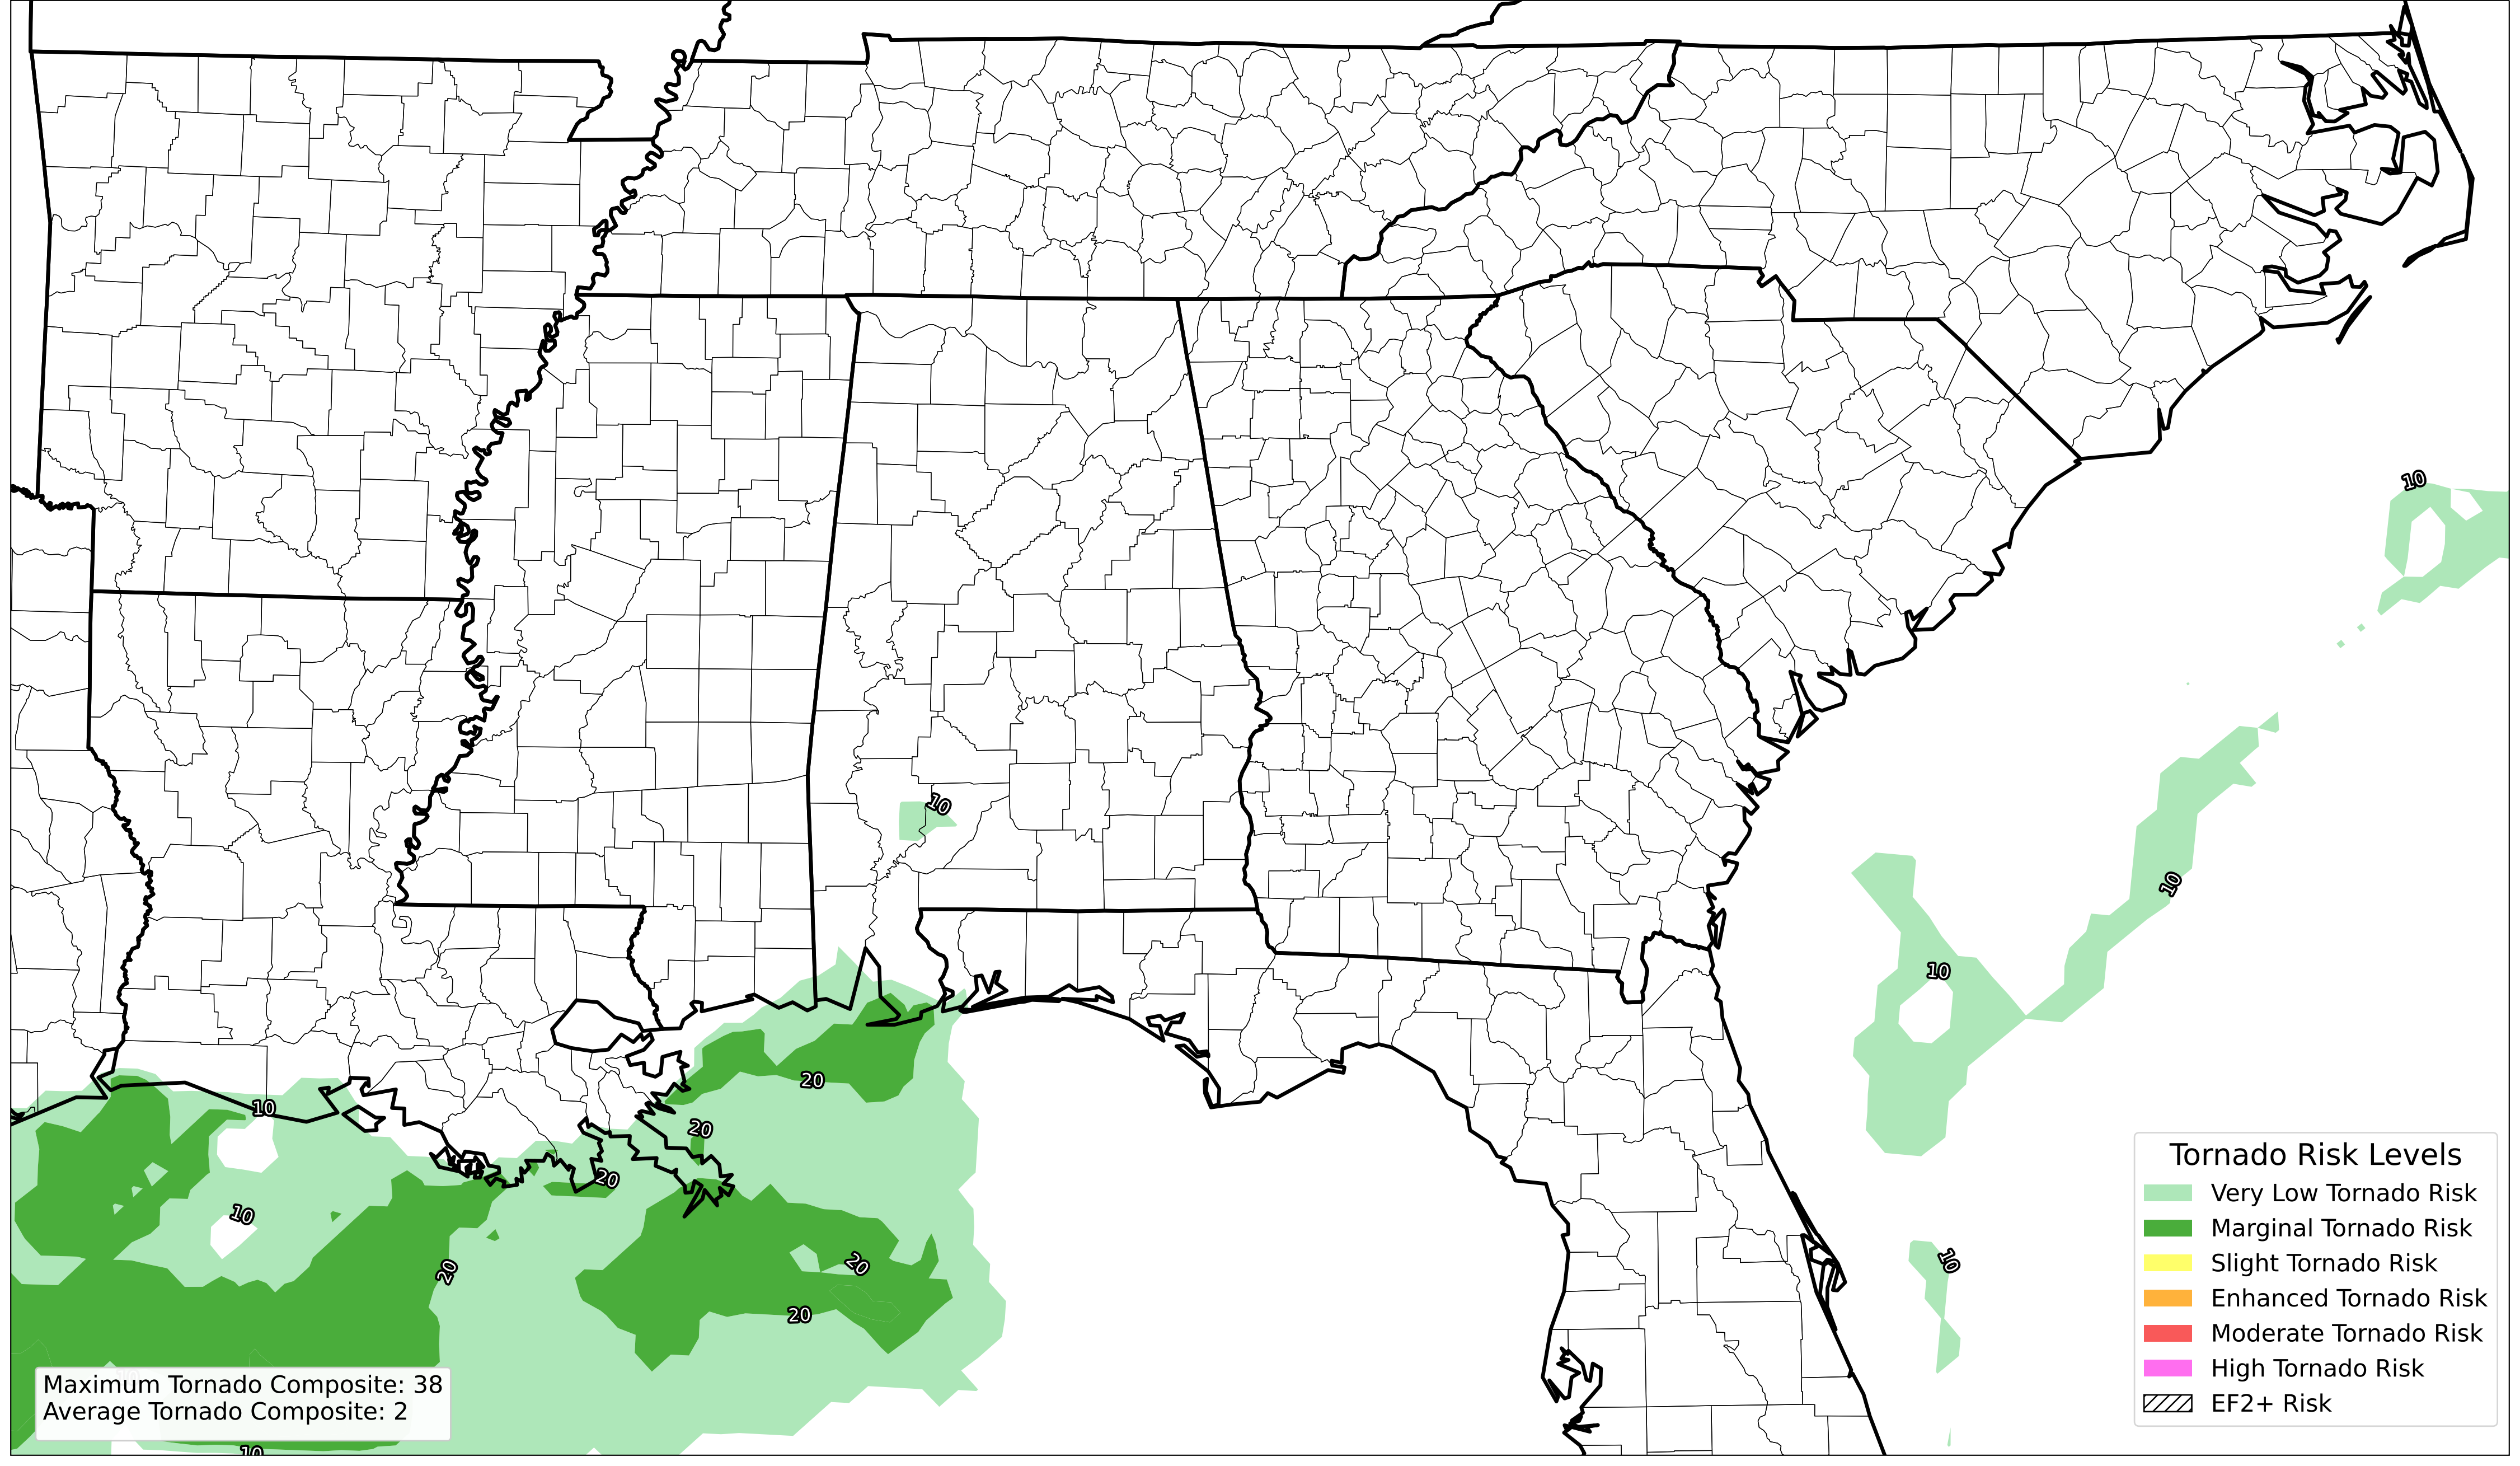 10
10
10
10
20
10
20
20
10
20
10
20
20
10
Tornado Risk Levels
Very Low Tornado Risk
Marginal Tornado Risk
Slight Tornado Risk
Enhanced Tornado Risk
Moderate Tornado Risk
High Tornado Risk
EF2+ Risk
Maximum Tornado Composite: 38
Average Tornado Composite: 2
10